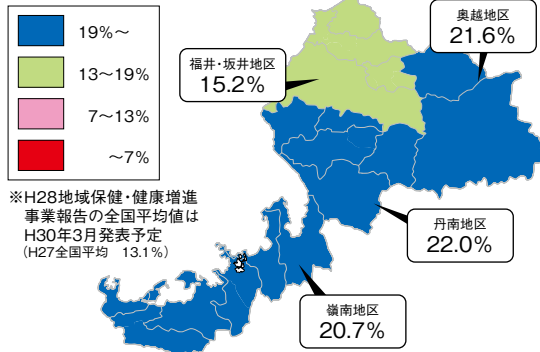 19%～
13～19%
7～13%
～7%
※H28地域保健・健康増進
事業報告の全国平均値は
H30年3月発表予定
（H27全国平均　13.1%）
福井・坂井地区
15.2%
奥越地区
21.6%
丹南地区
22.0%
嶺南地区
20.7%